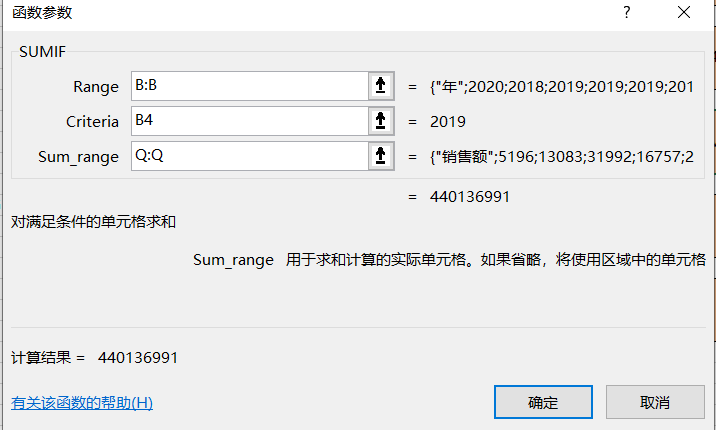 函数参数
?
SUMIF
Range B:B = {"年";2020;2018;2019;2019;2019;201
Criteria B4 = 2019
Sum_range Q:Q = {"销售额";5196;13083;31992;16757;2
= 440136991
对满足条件的单元格求和
Sum_range 用于求和计算的实际单元格。如果省略，将使用区域中的单元格
计算结果 = 440136991
有关该函数的帮助(H)
确定
取消